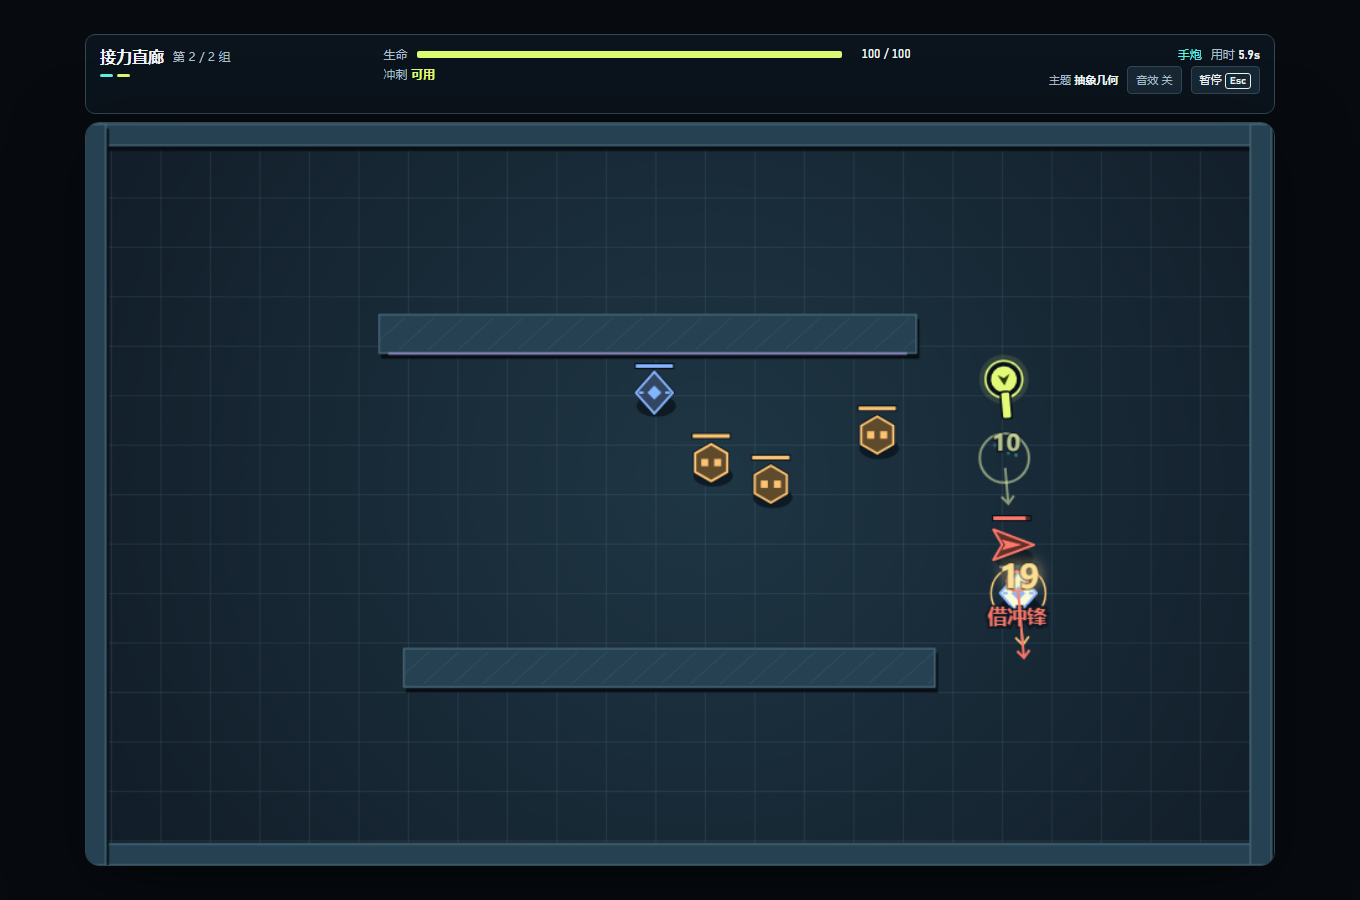 接力直廊 第 2 / 2 组
生命 100 / 100
冲刺 可用
手炮 用时 5.9s
主题 抽象几何 音效 关 暂停 Esc
10
19
借冲锋